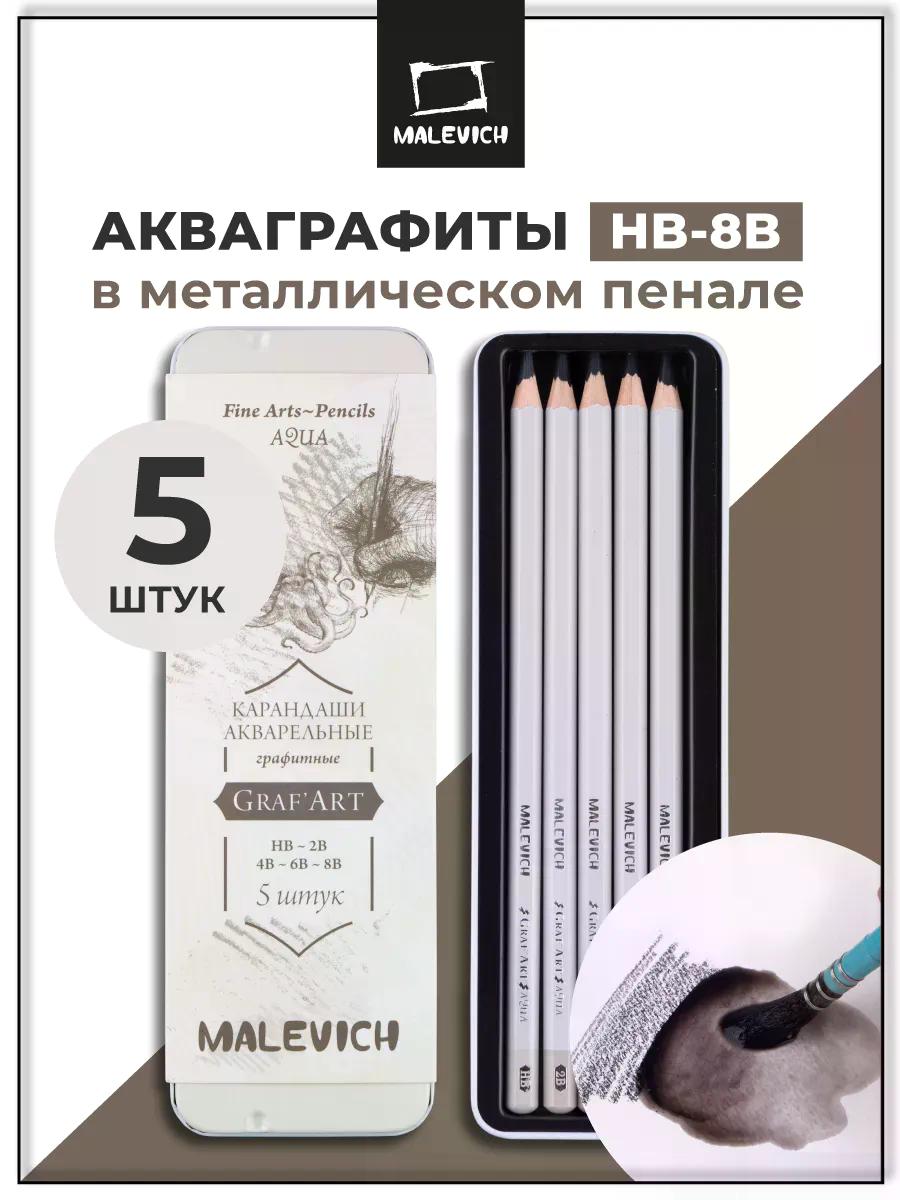 MALEVICH
АКВАГРАФИТЫ HB-8B
в металлическом пенале
Fine Arts~Pencils
AQUA
5
ШТУК
КАРАНДАШИ
АКВАРЕЛЬНЫЕ
графитные
GRAF'ART
HB ~ 2B
4B ~ 6B ~ 8B
5 штук
MALEVICH
MALEVICH GRAF'ART AQUA HB
MALEVICH GRAF'ART AQUA 2B
MALEVICH GRAF'
MALEVICH
MALEVICH